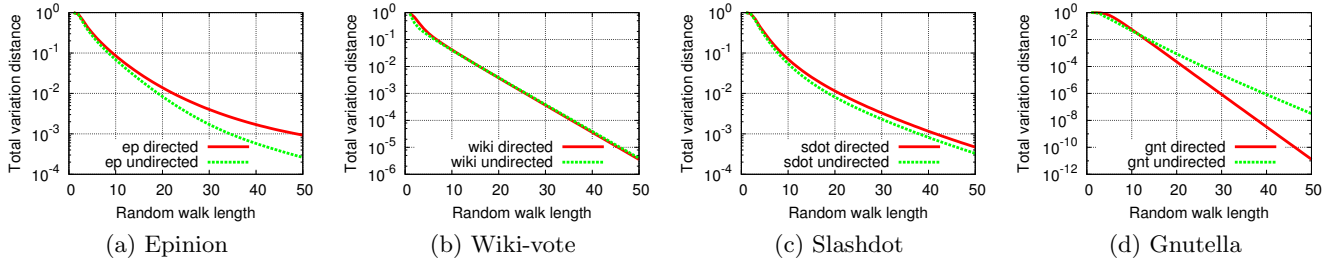 Total variation distance
10^0
10^-1
10^-2
10^-3
10^-4
ep directed
ep undirected
0 10 20 30 40 50
Random walk length
(a) Epinion
Total variation distance
10^0
10^-1
10^-2
10^-3
10^-4
10^-5
10^-6
wiki directed
wiki undirected
0 10 20 30 40 50
Random walk length
(b) Wiki-vote
Total variation distance
10^0
10^-1
10^-2
10^-3
10^-4
sdot directed
sdot undirected
0 10 20 30 40 50
Random walk length
(c) Slashdot
Total variation distance
10^0
10^-2
10^-4
10^-6
10^-8
10^-10
10^-12
gnt directed
gnt undirected
0 10 20 30 40 50
Random walk length
(d) Gnutella